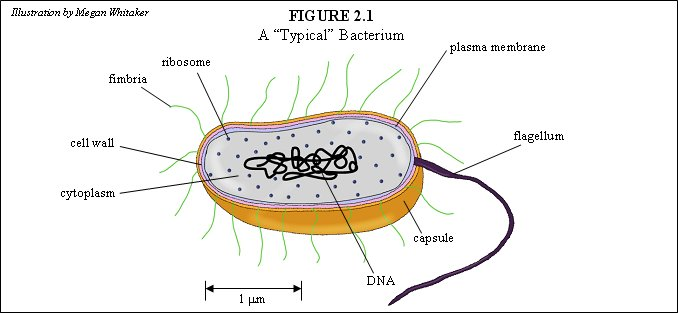 Illustration by Megan Whitaker
FIGURE 2.1
A “Typical” Bacterium
plasma membrane
ribosome
fimbria
flagellum
cell wall
cytoplasm
capsule
DNA
1 μm